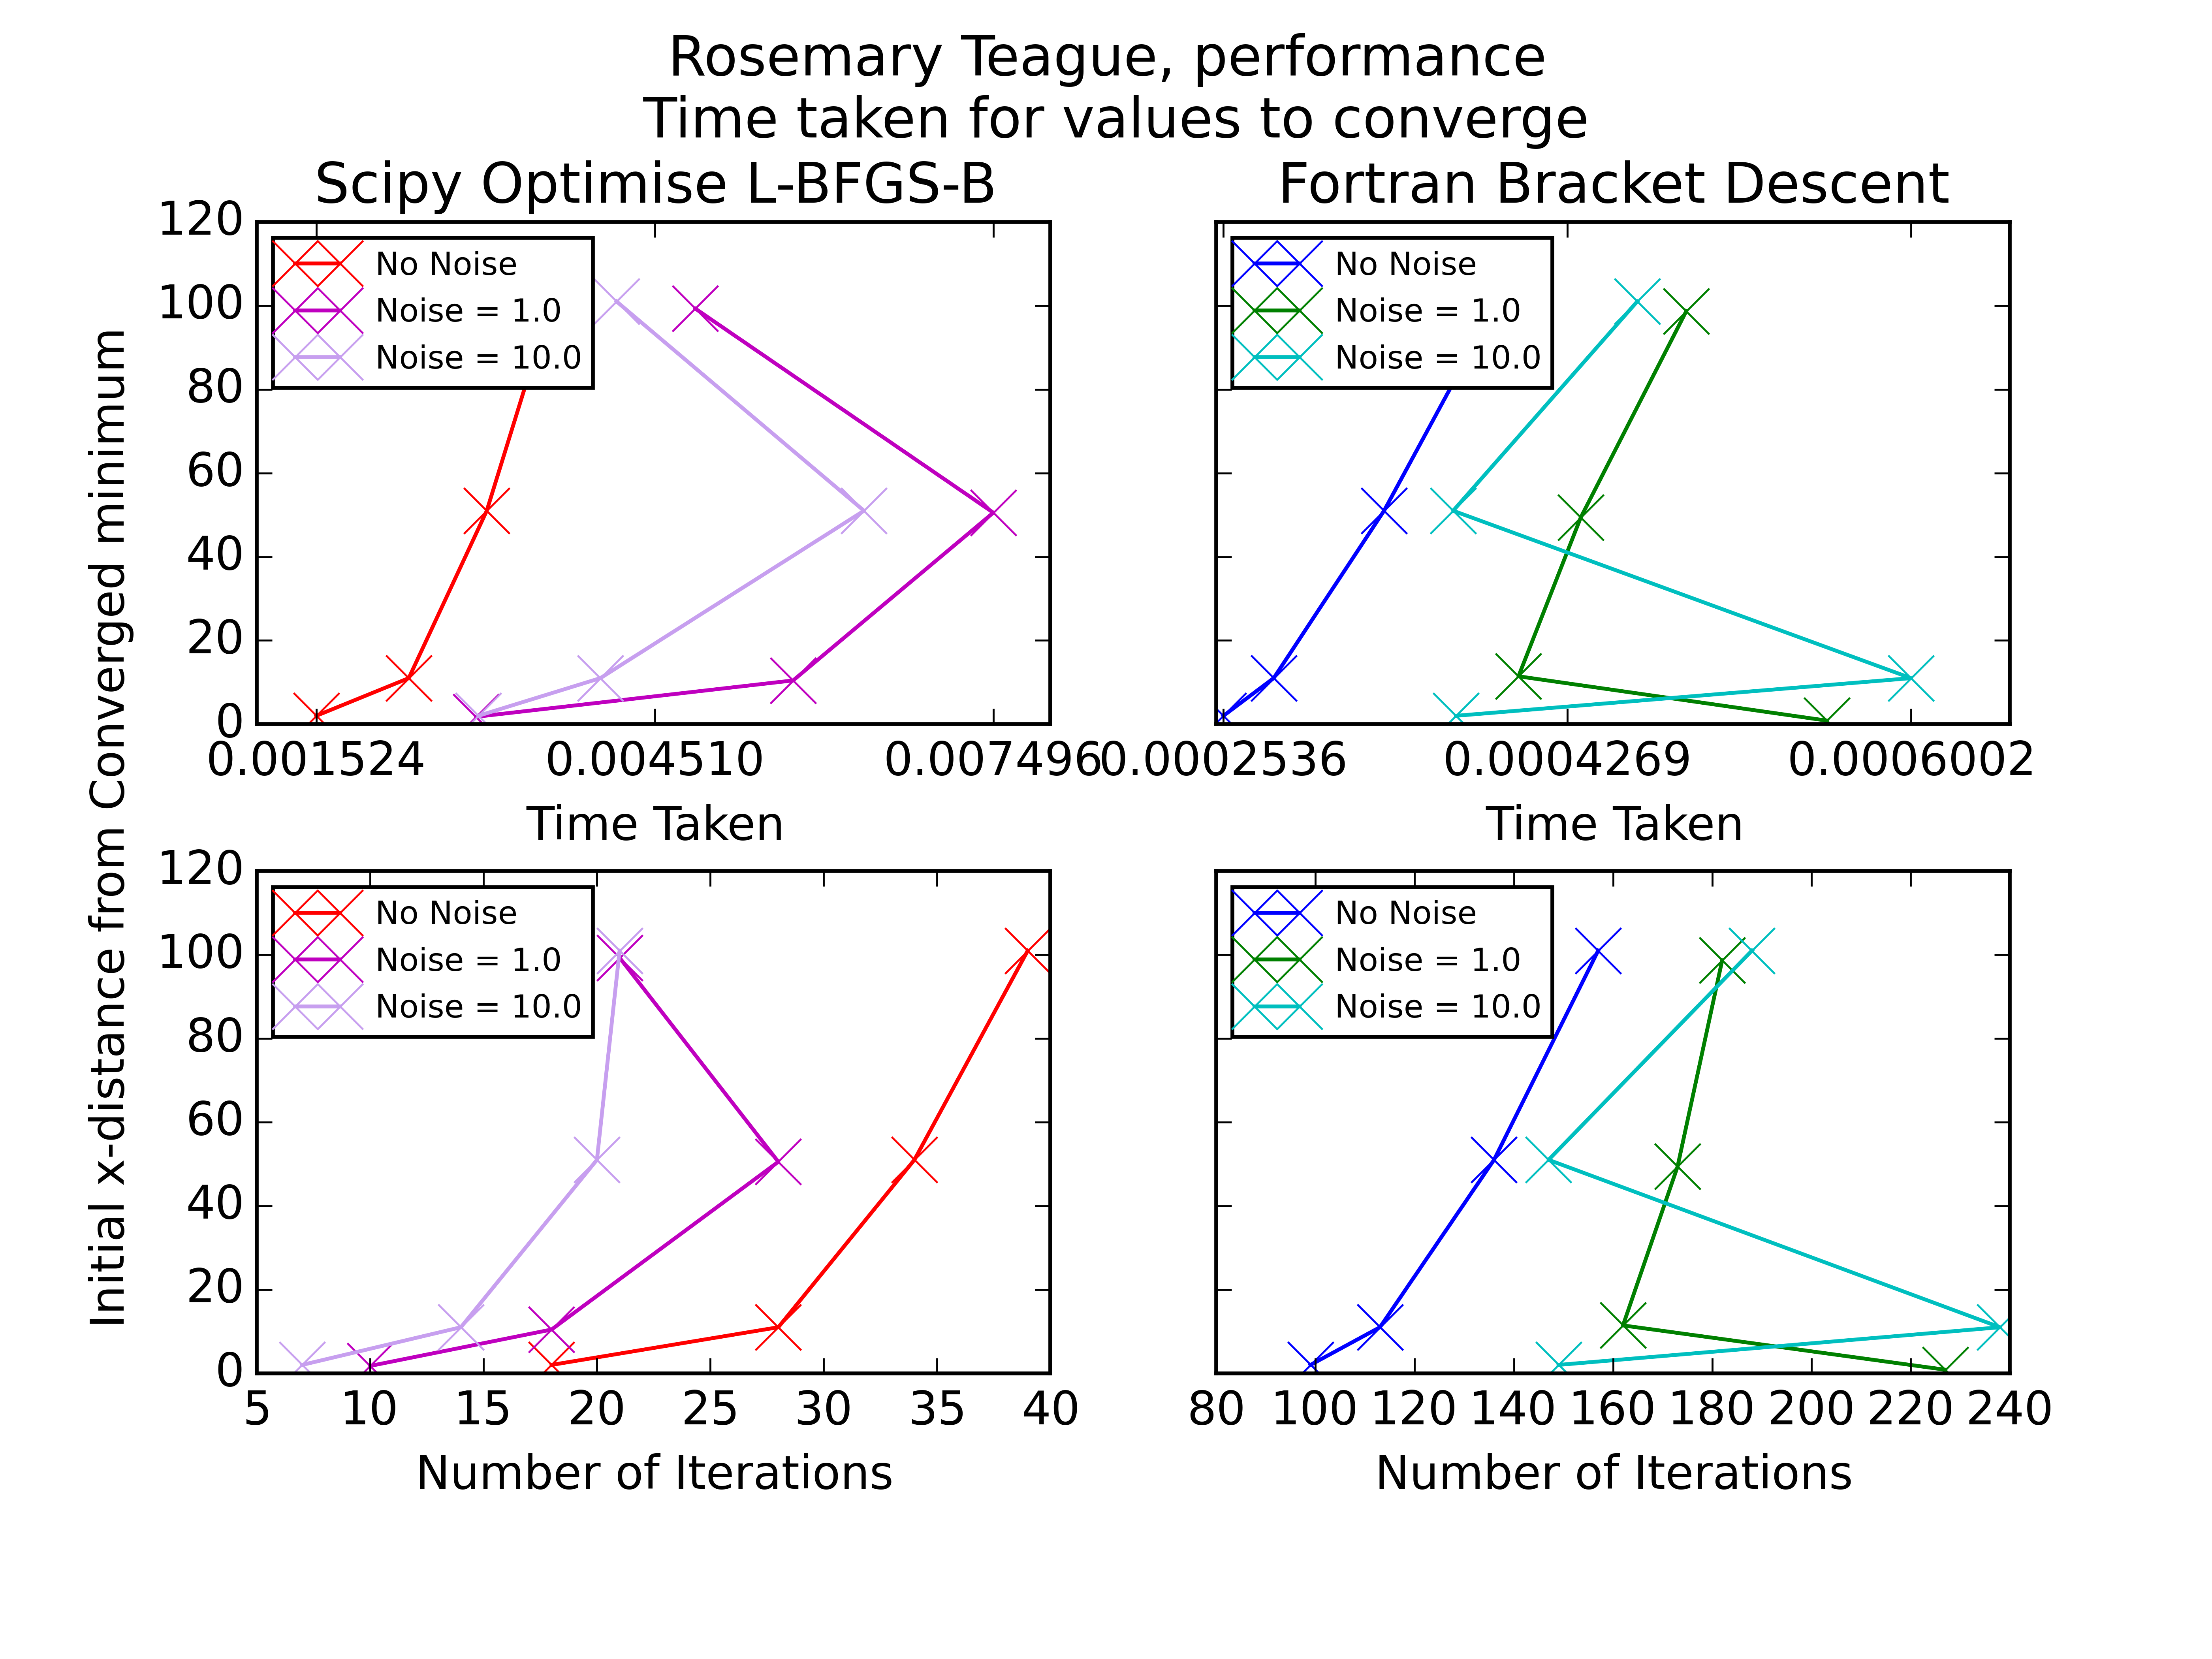 Rosemary Teague, performance
Time taken for values to converge
Scipy Optimise L-BFGS-B
120
100
80
60
40
20
0
No Noise
Noise = 1.0
Noise = 10.0
0.001524 0.004510 0.007496
Time Taken
Fortran Bracket Descent
No Noise
Noise = 1.0
Noise = 10.0
0.0002536 0.0004269 0.0006002
Time Taken
Initial x-distance from Converged minimum
120
100
80
60
40
20
0
No Noise
Noise = 1.0
Noise = 10.0
5 10 15 20 25 30 35 40
Number of Iterations
No Noise
Noise = 1.0
Noise = 10.0
80 100 120 140 160 180 200 220 240
Number of Iterations